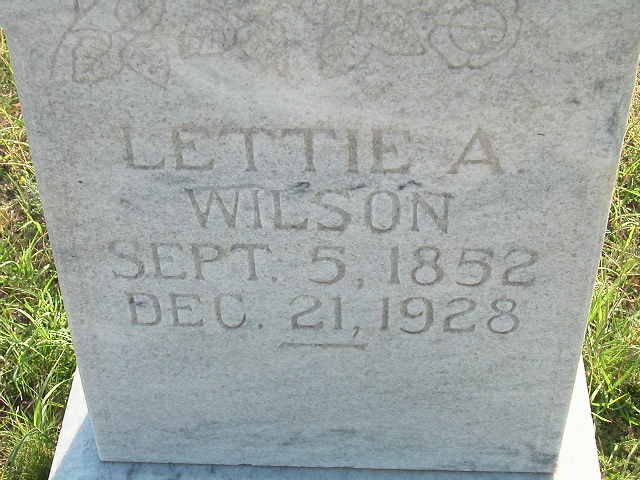 LETTIE A.
WILSON
SEPT. 5, 1852
DEC. 21, 1928